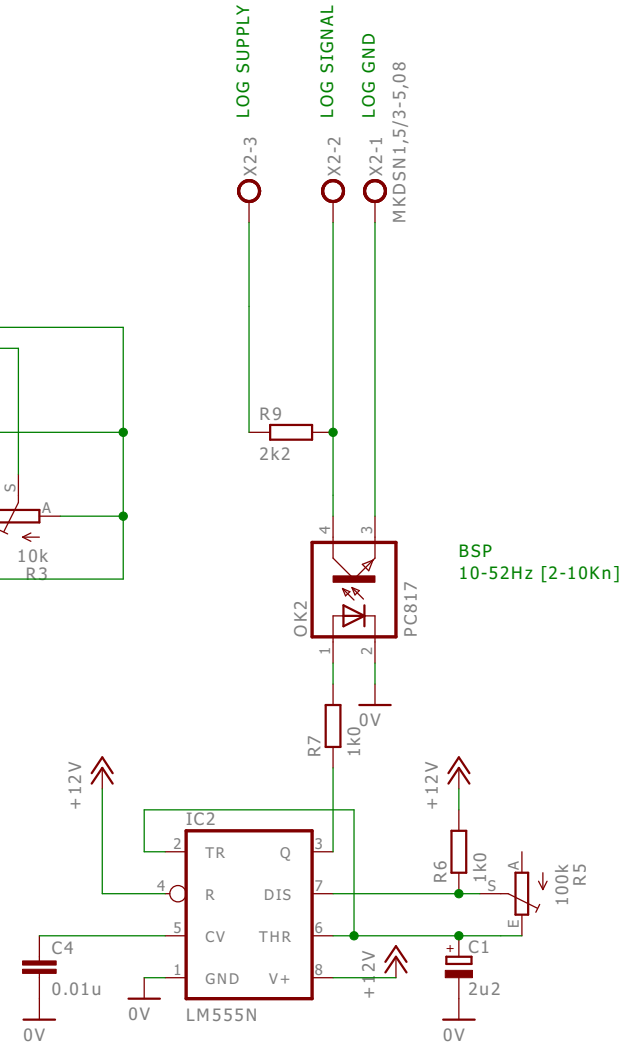 LOG SUPPLY
LOG SIGNAL
LOG GND
X2-3
X2-2
X2-1
MKDSN1,5/3-5,08
R9
2k2
S
A
10k
R3
4
3
OK2
PC817
1
2
BSP
10-52Hz [2-10Kn]
0V
R7
1k0
+12V
+12V
IC2
2
TR
Q
3
4
R
DIS
7
5
CV
THR
6
1
GND
V+
8
LM555N
R6
1k0
S
A
E
100k
R5
C4
0.01u
0V
0V
+12V
+
C1
2u2
0V